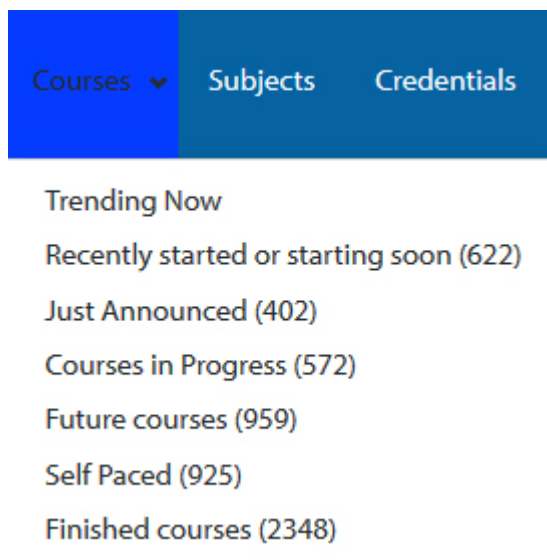 Courses Subjects Credentials
Trending Now
Recently started or starting soon (622)
Just Announced (402)
Courses in Progress (572)
Future courses (959)
Self Paced (925)
Finished courses (2348)